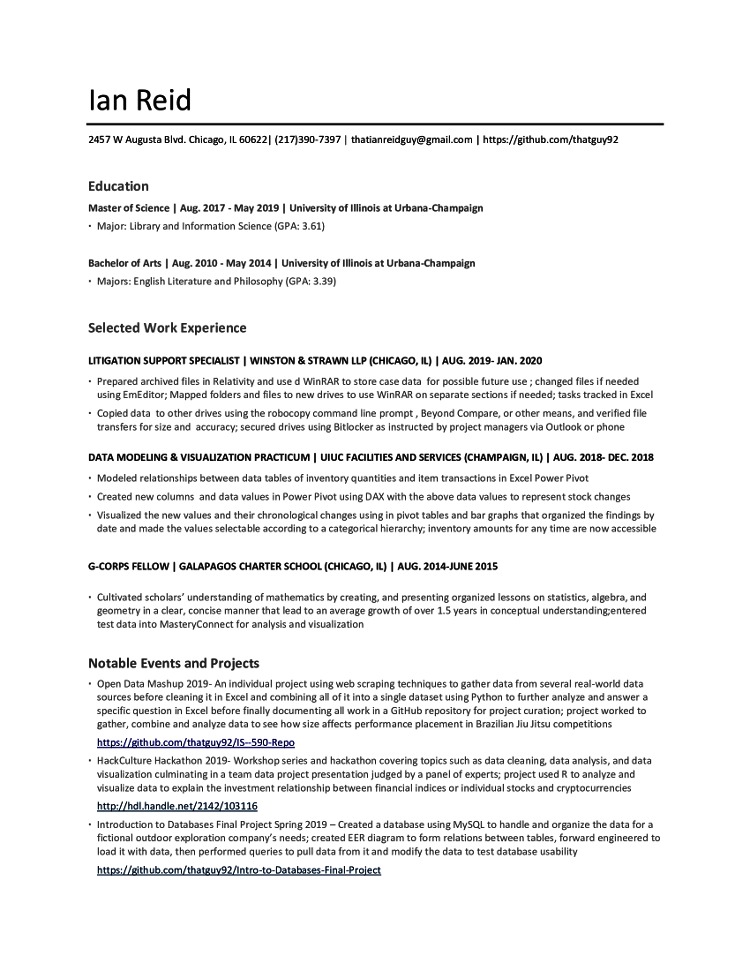 Ian Reid
2457 W Augusta Blvd. Chicago, IL 60622| (217)390-7397 | thatianreidguy@gmail.com | https://github.com/thatguy92
Education
Master of Science | Aug. 2017 - May 2019 | University of Illinois at Urbana-Champaign
• Major: Library and Information Science (GPA: 3.61)
Bachelor of Arts | Aug. 2010 - May 2014 | University of Illinois at Urbana-Champaign
• Majors: English Literature and Philosophy (GPA: 3.39)
Selected Work Experience
LITIGATION SUPPORT SPECIALIST | WINSTON & STRAWN LLP (CHICAGO, IL) | AUG. 2019- JAN. 2020
• Prepared archived files in Relativity and use d WinRAR to store case data for possible future use ; changed files if needed
using EmEditor; Mapped folders and files to new drives to use WinRAR on separate sections if needed; tasks tracked in Excel
• Copied data to other drives using the robocopy command line prompt , Beyond Compare, or other means, and verified file
transfers for size and accuracy; secured drives using Bitlocker as instructed by project managers via Outlook or phone
DATA MODELING & VISUALIZATION PRACTICUM | UIUC FACILITIES AND SERVICES (CHAMPAIGN, IL) | AUG. 2018- DEC. 2018
• Modeled relationships between data tables of inventory quantities and item transactions in Excel Power Pivot
• Created new columns and data values in Power Pivot using DAX with the above data values to represent stock changes
• Visualized the new values and their chronological changes using in pivot tables and bar graphs that organized the findings by
date and made the values selectable according to a categorical hierarchy; inventory amounts for any time are now accessible
G-CORPS FELLOW | GALAPAGOS CHARTER SCHOOL (CHICAGO, IL) | AUG. 2014-JUNE 2015
• Cultivated scholars’ understanding of mathematics by creating, and presenting organized lessons on statistics, algebra, and
geometry in a clear, concise manner that lead to an average growth of over 1.5 years in conceptual understanding;entered
test data into MasteryConnect for analysis and visualization
Notable Events and Projects
• Open Data Mashup 2019- An individual project using web scraping techniques to gather data from several real-world data
sources before cleaning it in Excel and combining all of it into a single dataset using Python to further analyze and answer a
specific question in Excel before finally documenting all work in a GitHub repository for project curation; project worked to
gather, combine and analyze data to see how size affects performance placement in Brazilian Jiu Jitsu competitions
https://github.com/thatguy92/IS--590-Repo
• HackCulture Hackathon 2019- Workshop series and hackathon covering topics such as data cleaning, data analysis, and data
visualization culminating in a team data project presentation judged by a panel of experts; project used R to analyze and
visualize data to explain the investment relationship between financial indices or individual stocks and cryptocurrencies
http://hdl.handle.net/2142/103116
• Introduction to Databases Final Project Spring 2019 – Created a database using MySQL to handle and organize the data for a
fictional outdoor exploration company’s needs; created EER diagram to form relations between tables, forward engineered to
load it with data, then performed queries to pull data from it and modify the data to test database usability
https://github.com/thatguy92/Intro-to-Databases-Final-Project